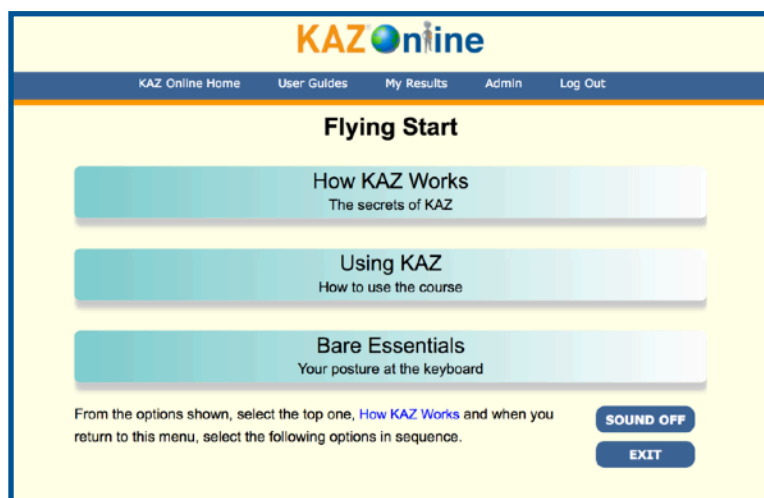 KAZ Online
KAZ Online Home User Guides My Results Admin Log Out
Flying Start
How KAZ Works
The secrets of KAZ
Using KAZ
How to use the course
Bare Essentials
Your posture at the keyboard
From the options shown, select the top one, How KAZ Works and when you
return to this menu, select the following options in sequence.
SOUND OFF
EXIT